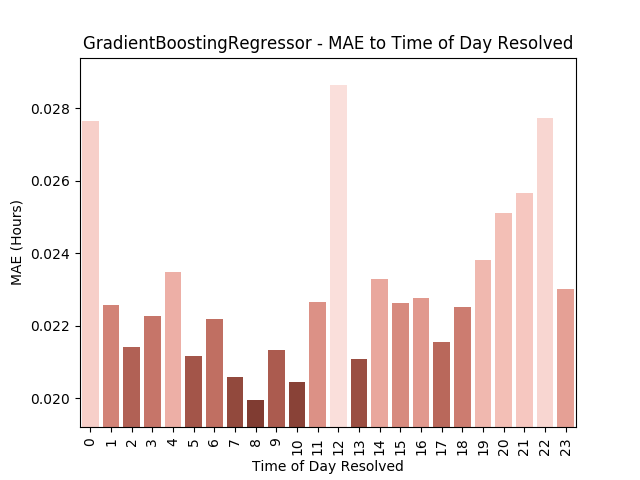 GradientBoostingRegressor - MAE to Time of Day Resolved
0.028
0.026
0.024
0.022
0.020
MAE (Hours)
0 1 2 3 4 5 6 7 8 9 10 11 12 13 14 15 16 17 18 19 20 21 22 23
Time of Day Resolved